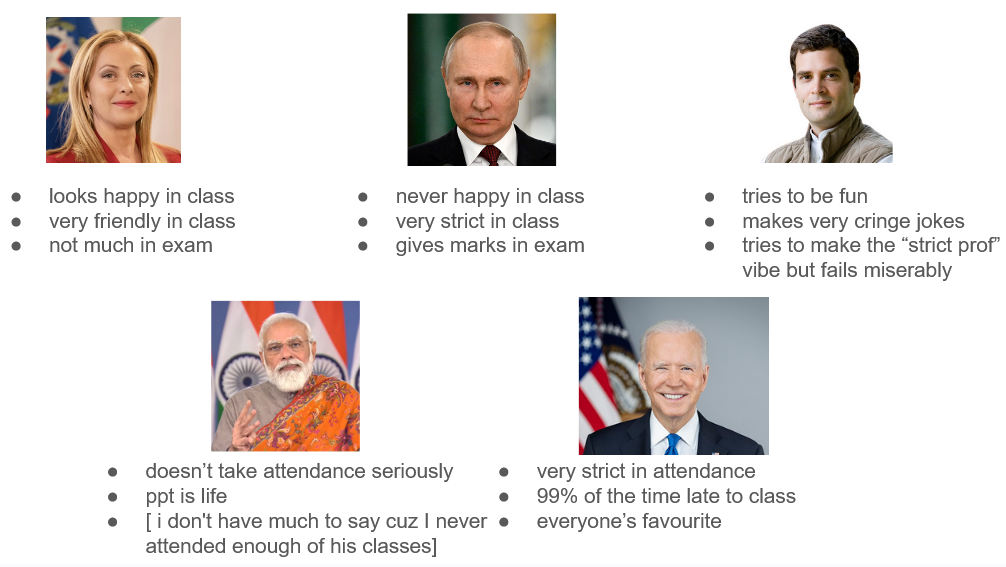 ● looks happy in class
● very friendly in class
● not much in exam
● never happy in class
● very strict in class
● gives marks in exam
● tries to be fun
● makes very cringe jokes
● tries to make the “strict prof”
vibe but fails miserably
● doesn’t take attendance seriously
● ppt is life
● [ i don't have much to say cuz I never
attended enough of his classes]
● very strict in attendance
● 99% of the time late to class
● everyone’s favourite